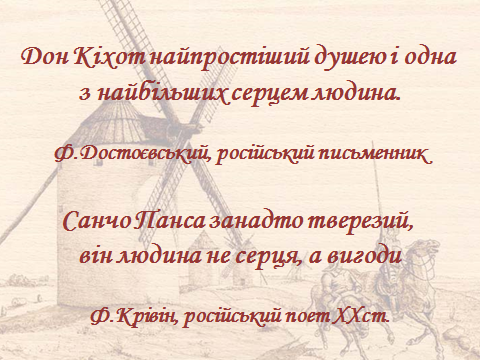 Дон Кіхот найпростіший душею і одна
з найбільших серцем людина.
Ф.Достоєвський, російський письменник
Санчо Панса занадто тверезий,
він людина не серця, а вигоди
Ф.Крівін, російський поет ХХст.